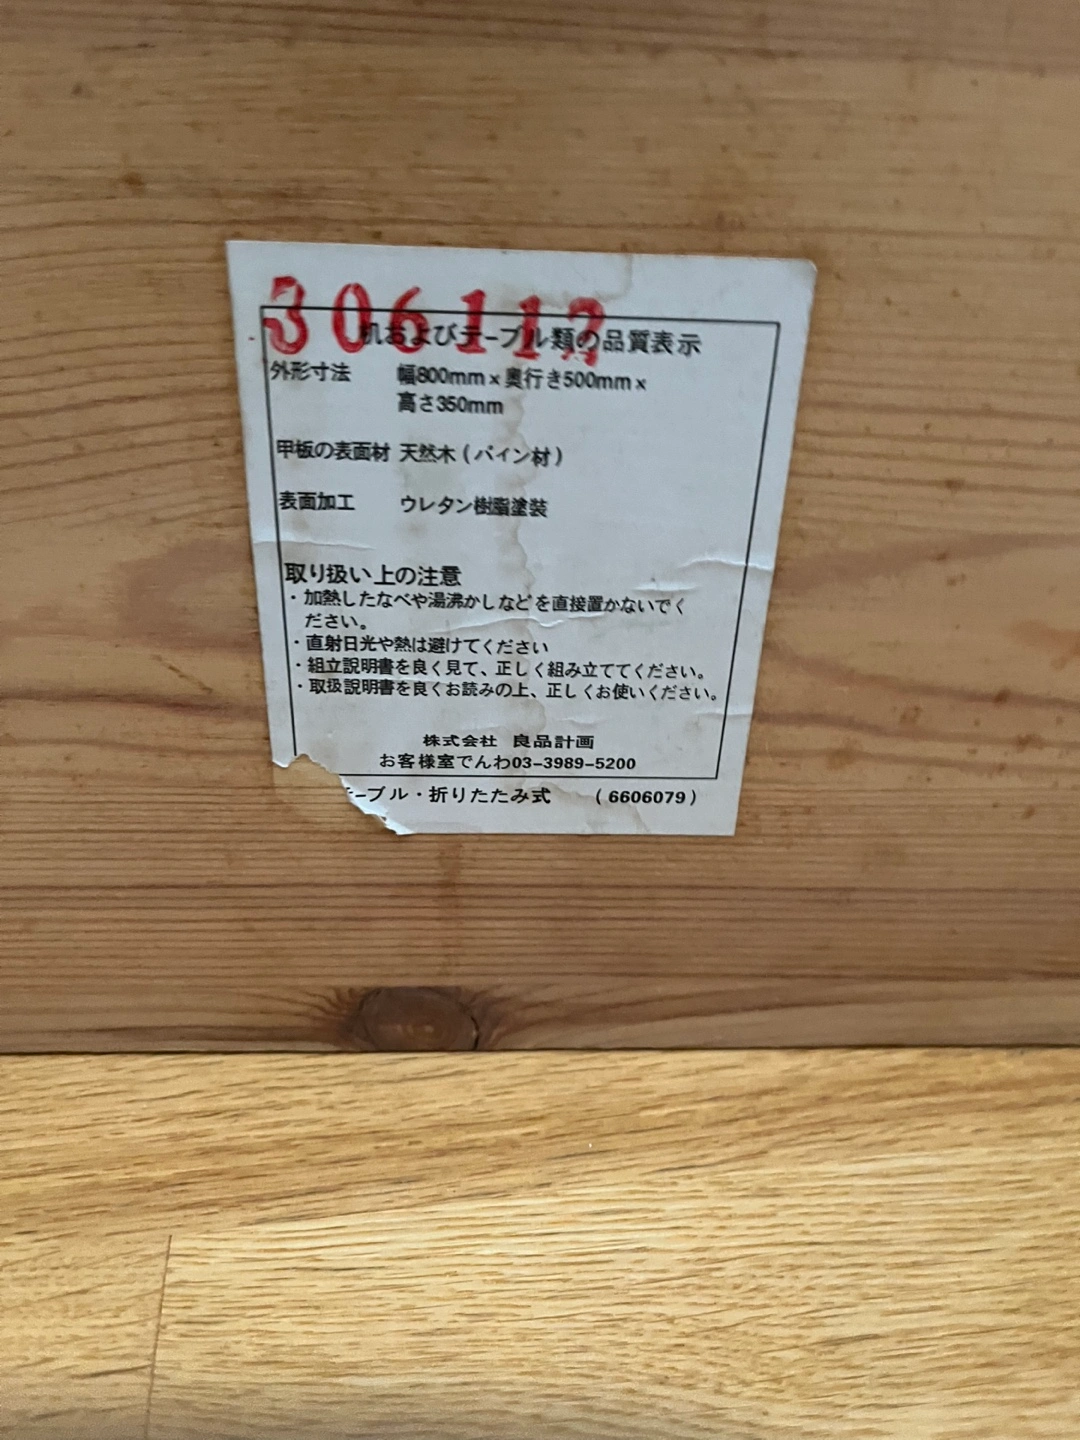 306112
机およびテーブル類の品質表示
外形寸法 幅800mm×奥行き500mm×
高さ350mm
甲板の表面材 天然木(パイン材)
表面加工 ウレタン樹脂塗装
取り扱い上の注意
・加熱したなべや湯沸かしなどを直接置かないでく
ださい。
・直射日光や熱は避けてください
・組立説明書を良く見て、正しく組み立ててください。
・取扱説明書を良くお読みの上、正しくお使いください。
株式会社 良品計画
お客様室でんわ03-3989-5200
ーブル・折りたたみ式 (6606079)